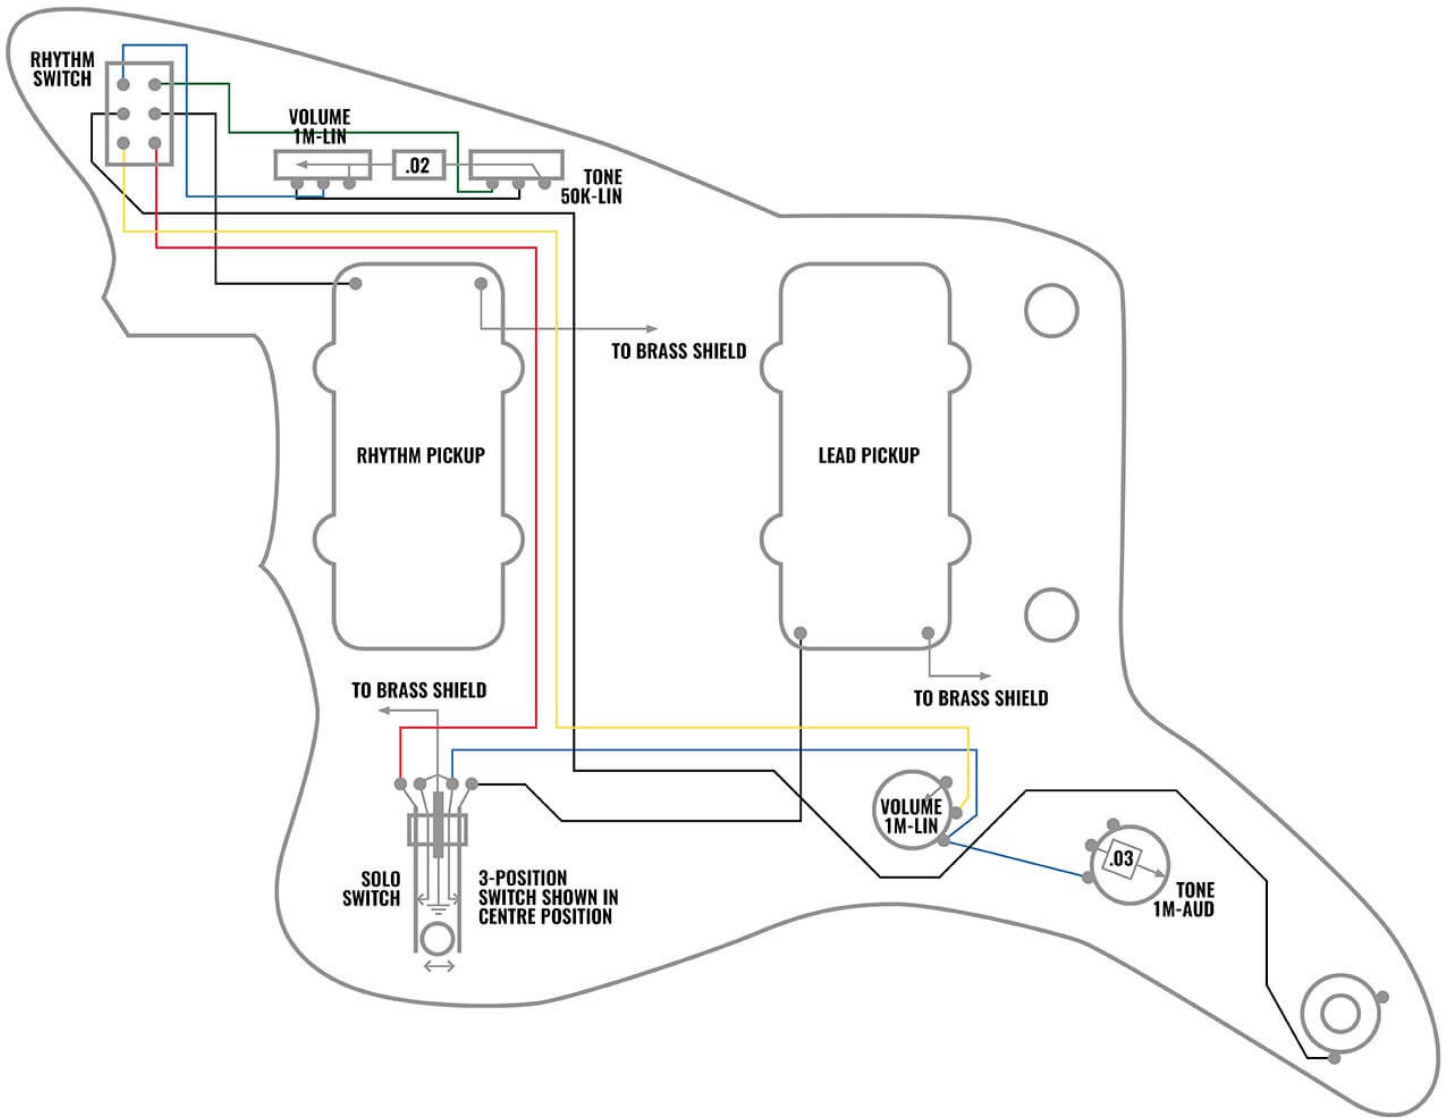 RHYTHM
SWITCH
VOLUME
1M-LIN
.02
TONE
50K-LIN
TO BRASS SHIELD
RHYTHM PICKUP
LEAD PICKUP
TO BRASS SHIELD
TO BRASS SHIELD
VOLUME
1M-LIN
.03
TONE
1M-AUD
SOLO
SWITCH
3-POSITION
SWITCH SHOWN IN
CENTRE POSITION